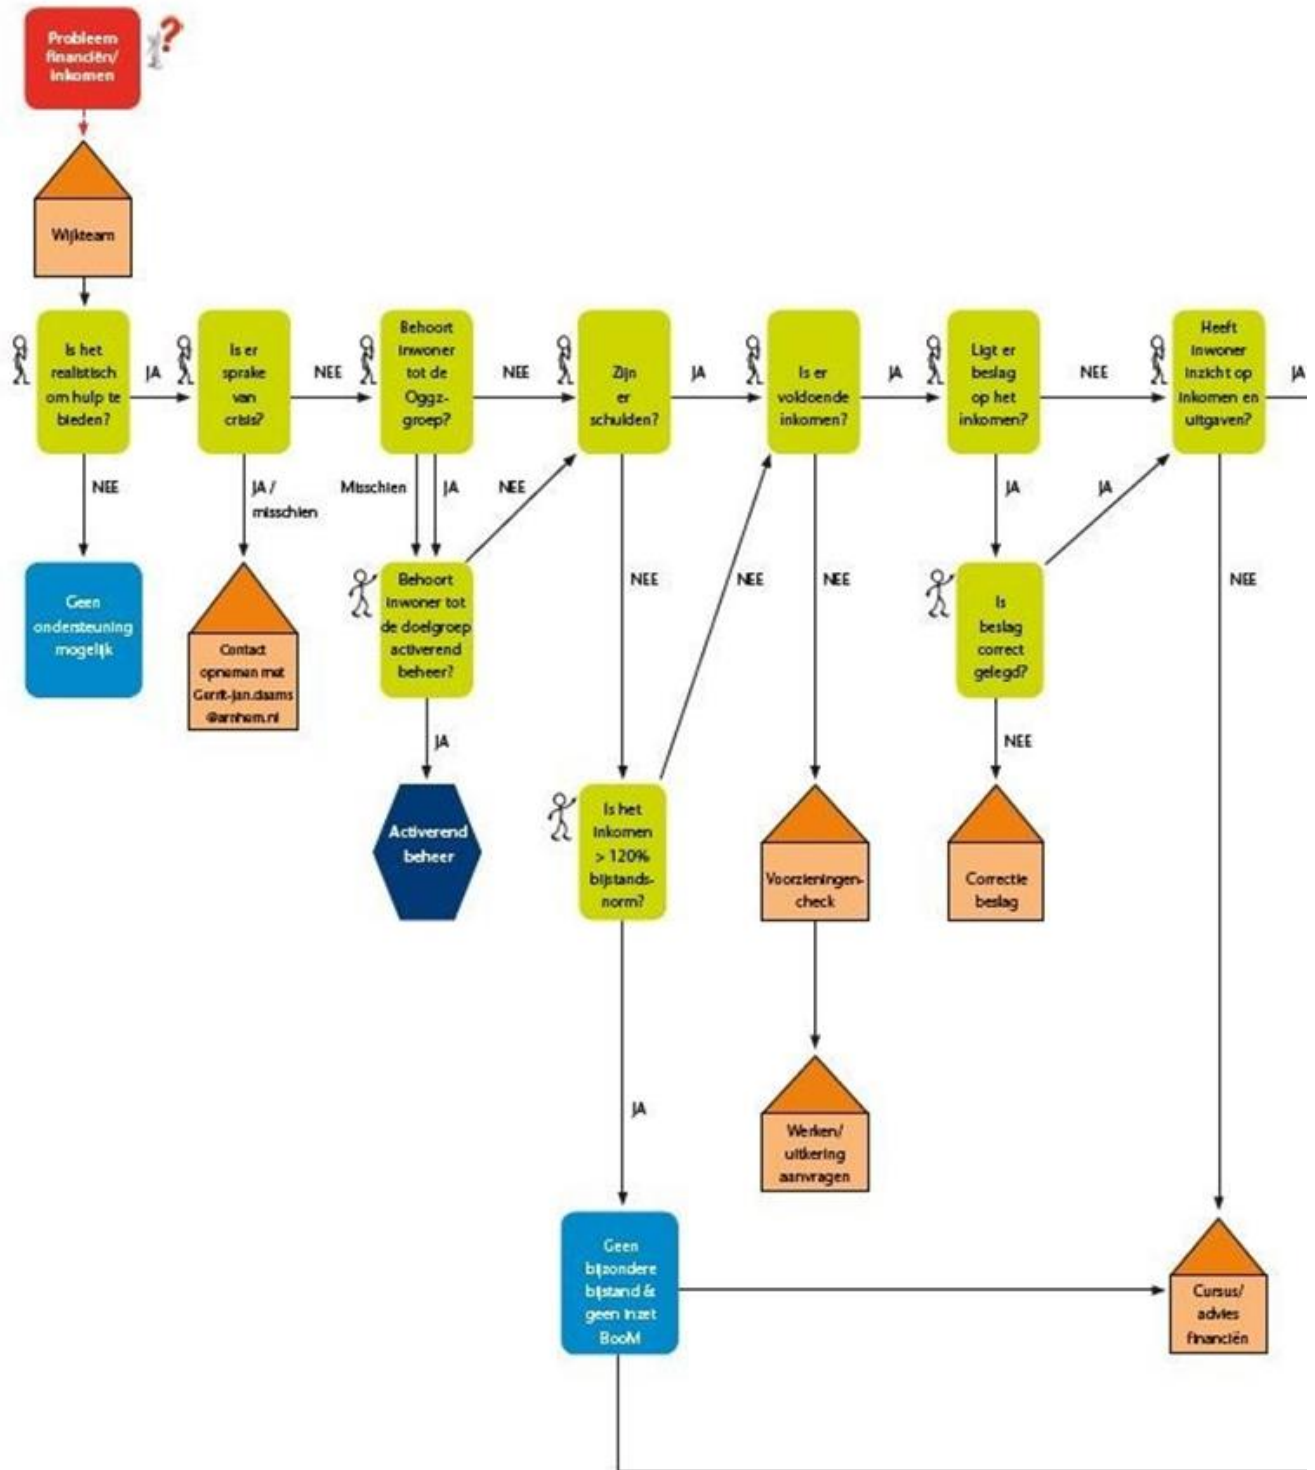 Probleem
financiën/
inkomen
?
Wijkteam
Is het
realistisch
om hulp te
bieden?
JA
Is er
sprake
van
crisis?
NEE
Behoort
inwoner
tot de
Oggz-
groep?
NEE
Zijn
er
schulden?
JA
Is er
voldoende
inkomen?
JA
Ligt er
beslag
op het
inkomen?
NEE
Heeft
inwoner
inzicht op
inkomen en
uitgaven?
JA
NEE
JA /
misschien
Misschien
JA
NEE
JA
JA
Geen
ondersteuning
mogelijk
Contact
opnemen met
Gerrit-jan.daams
@arnhem.nl
Behoort
inwoner tot
de doelgroep
activerend
beheer?
NEE
NEE
NEE
Is
beslag
correct
gelegd?
NEE
JA
NEE
Activerend
beheer
Is het
inkomen
> 120%
bijstands-
norm?
Voorzieningen-
check
Correctie
beslag
JA
Werken/
uitkering
aanvragen
Geen
bijzondere
bijstand &
geen inzet
BooM
Cursus/
advies
financiën